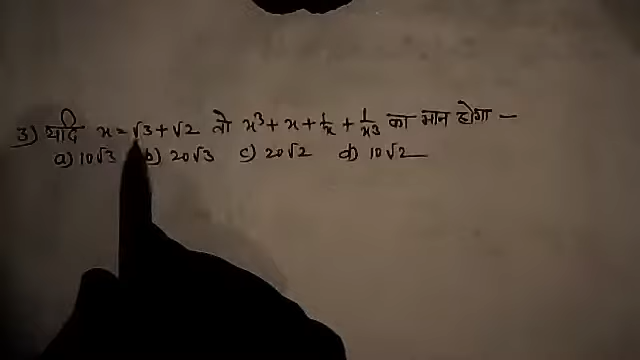 3) यदि x=√3+√2 तो x³+x+1/x+1/x³ का मान होगा —
a) 10√3 b) 20√3 c) 20√2 d) 10√2